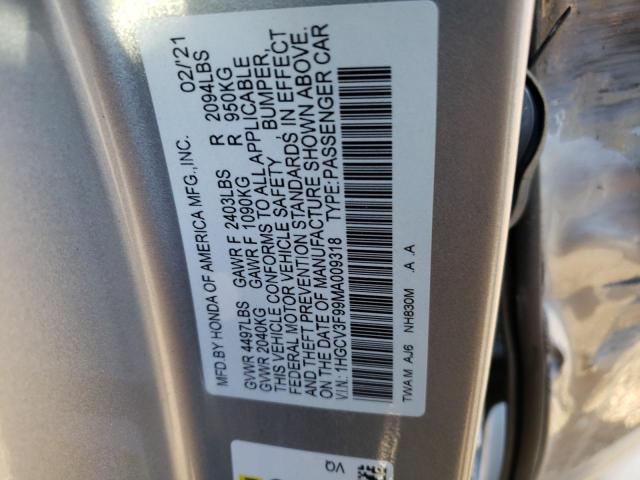 MFD.BY HONDA OF AMERICA MFG.,INC. 02/'21
GVWR 4497LBS GAWR F 2403LBS R 2094LBS
GVWR 2040KG GAWR F 1090KG R 950KG
THIS VEHICLE CONFORMS TO ALL APPLICABLE
FEDERAL MOTOR VEHICLE SAFETY, BUMPER,
AND THEFT PREVENTION STANDARDS IN EFFECT
ON THE DATE OF MANUFACTURE SHOWN ABOVE.
V.I.N.: 1HGCV3F99MA009318 TYPE:PASSENGER CAR
TWAM AJ6 NH830M .A .A
VQ